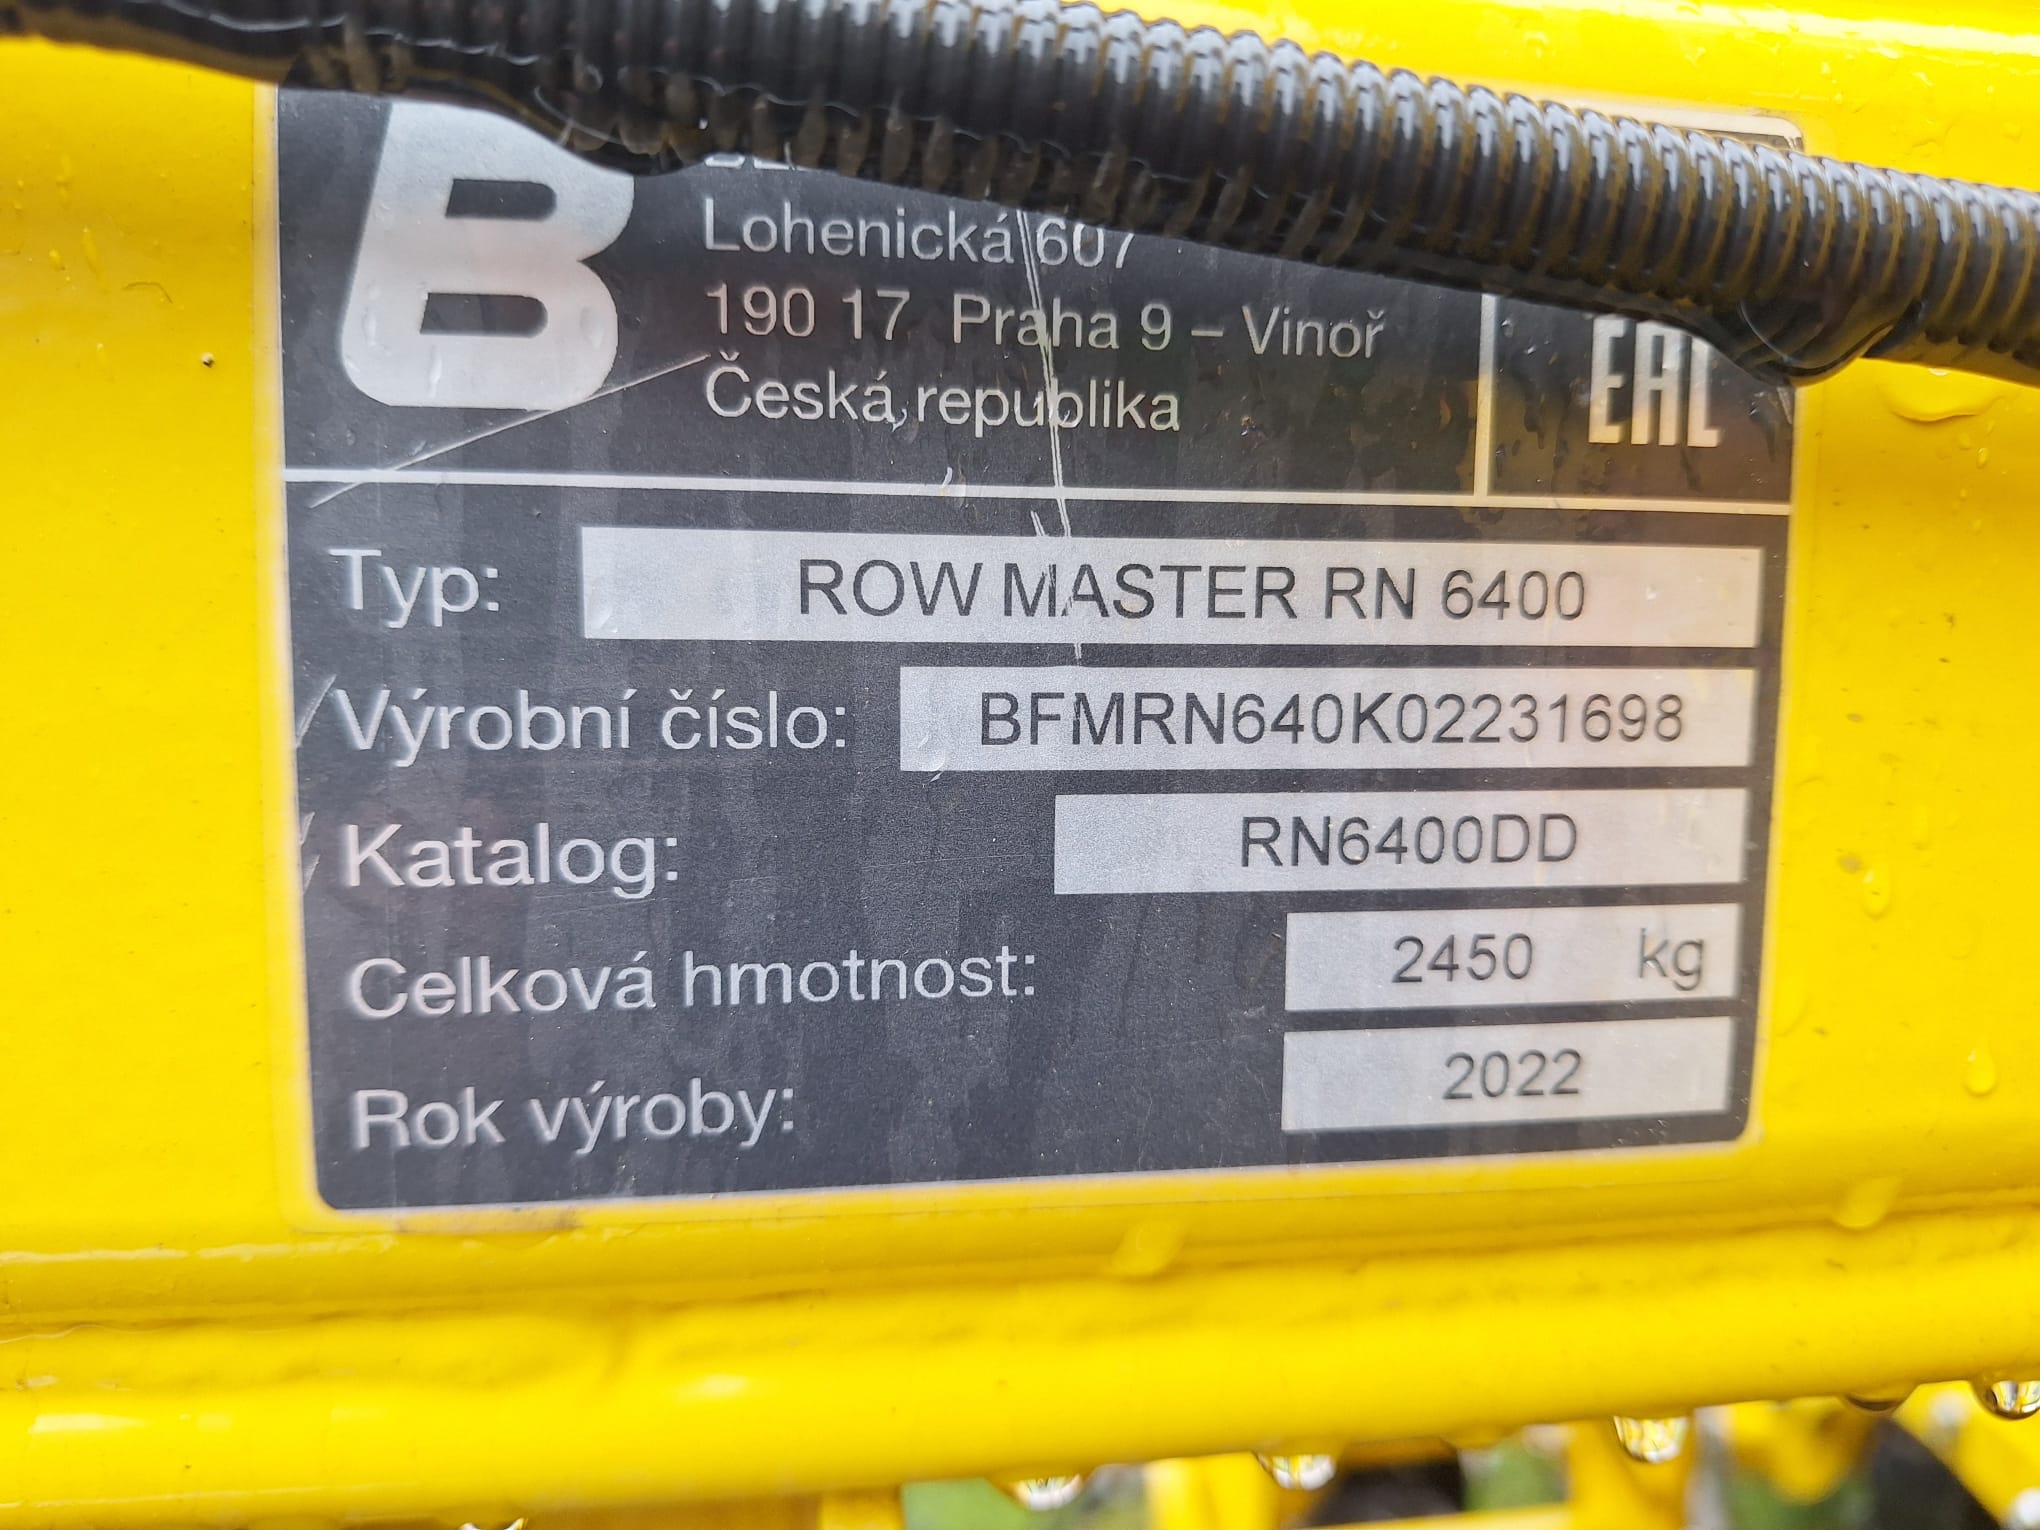 B
Lohenická 607
190 17 Praha 9 – Vinoř
Česká republika
EAC
Typ: ROW MASTER RN 6400
Výrobní číslo: BFMRN640K02231698
Katalog: RN6400DD
Celková hmotnost: 2450 kg
Rok výroby: 2022